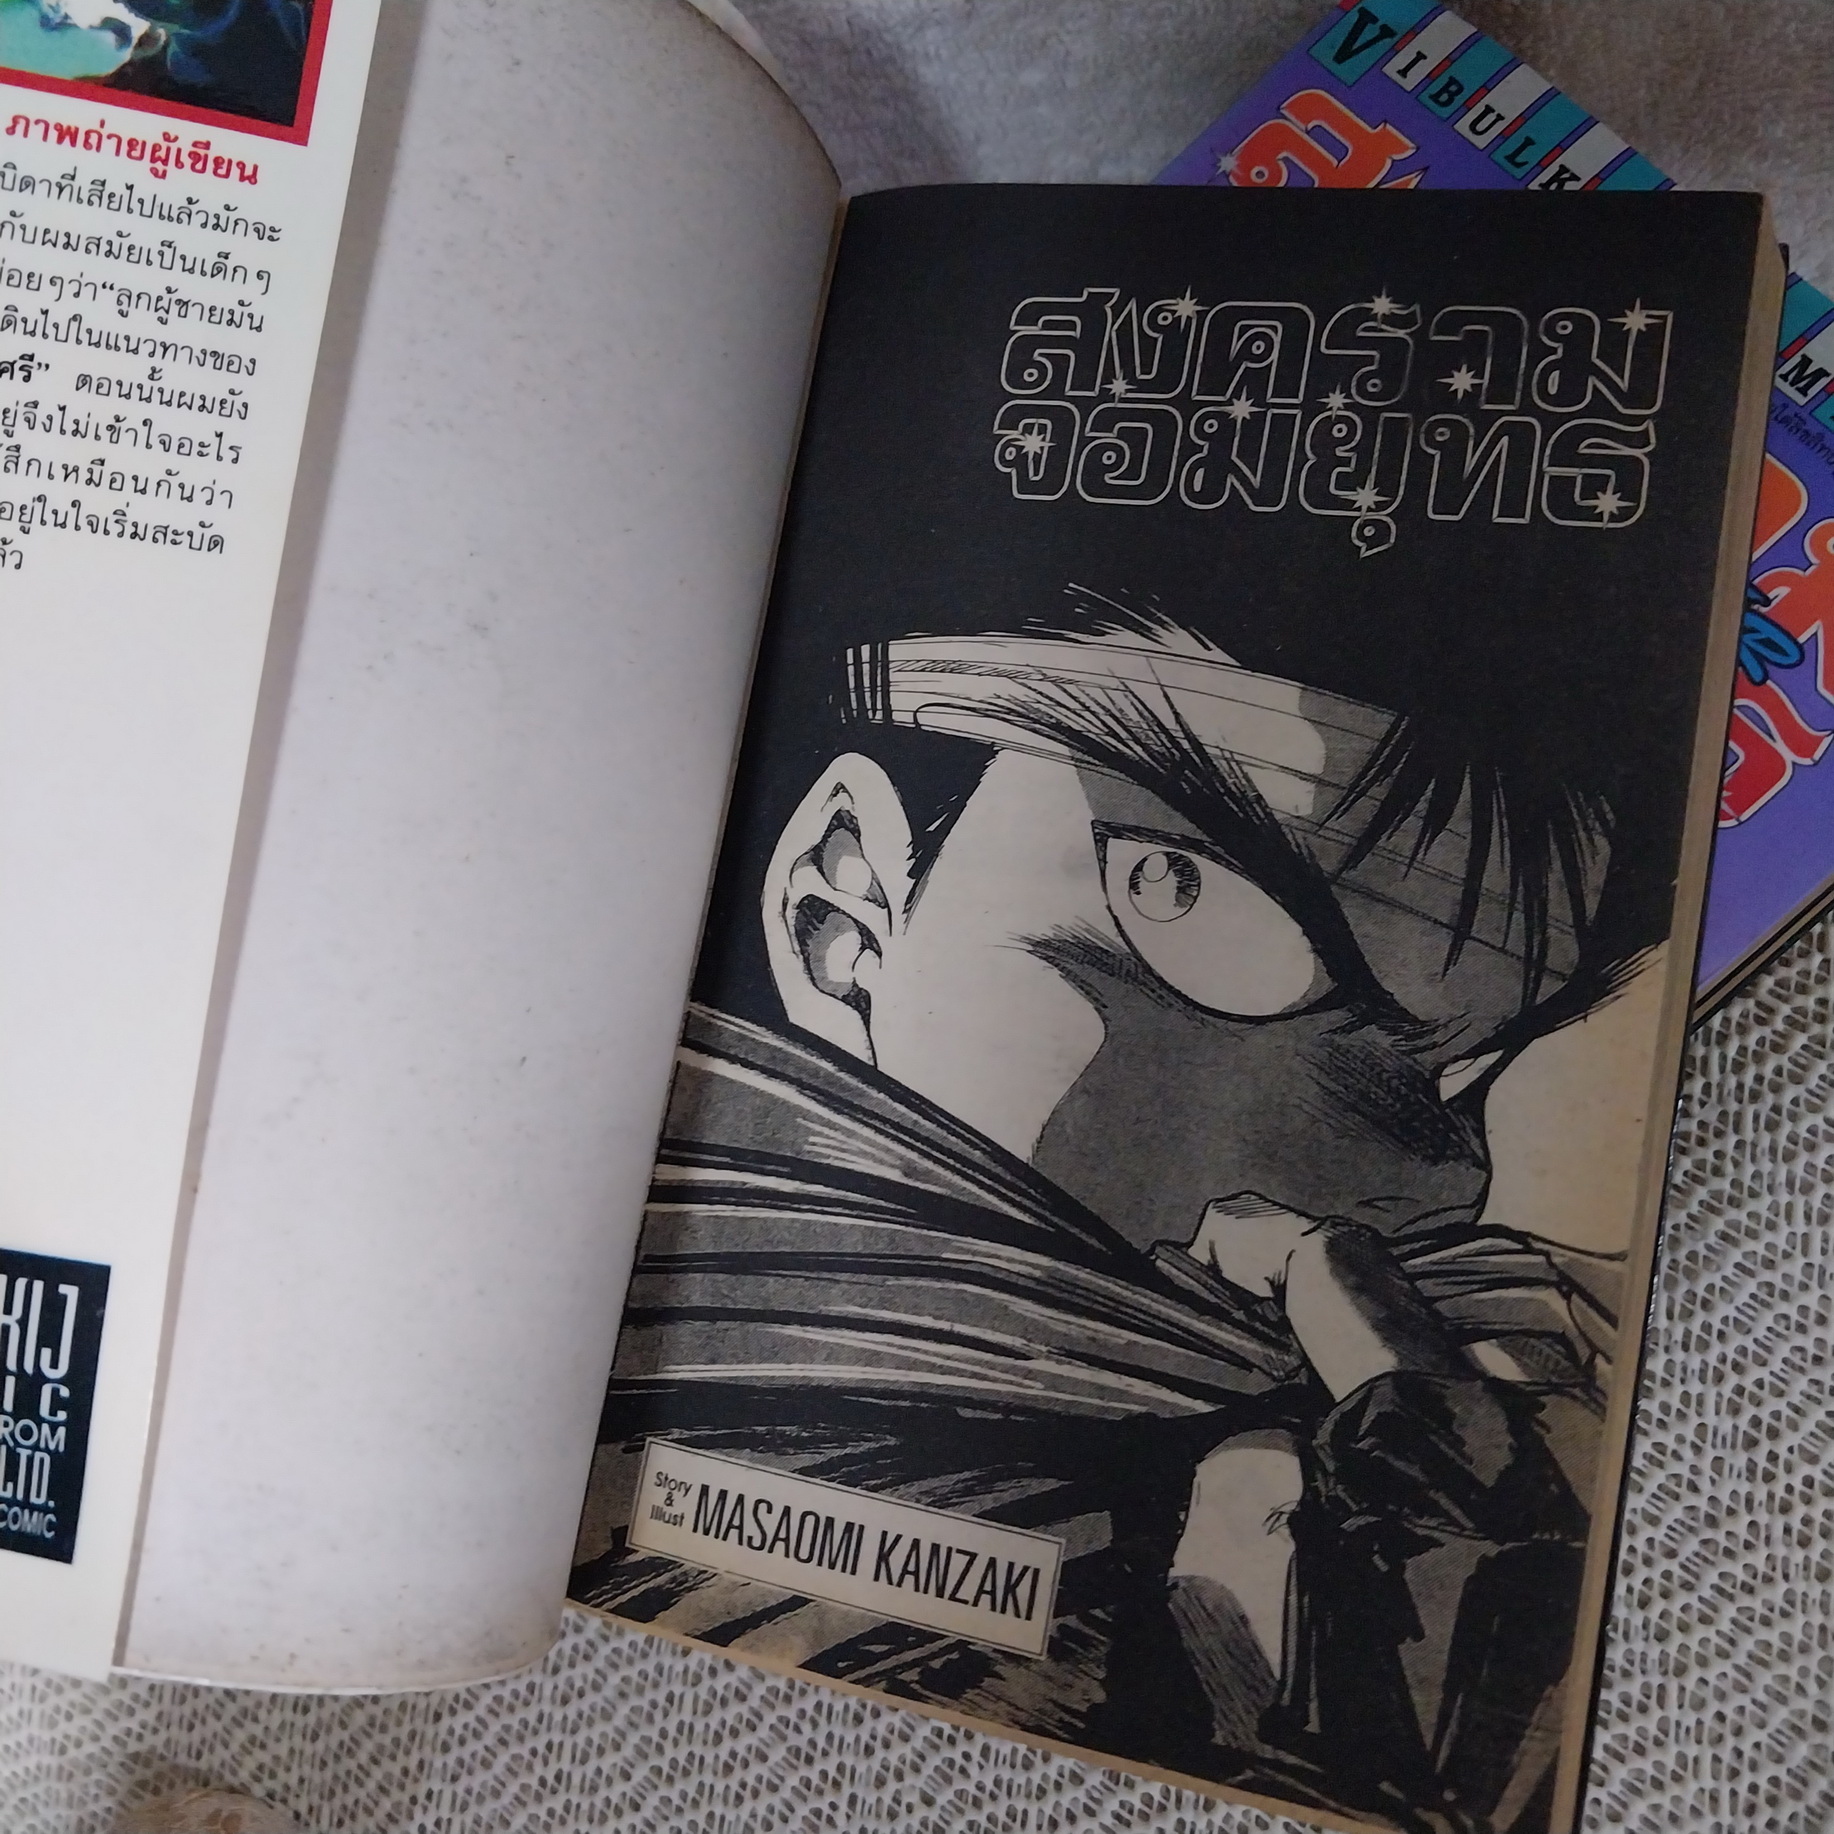 ภาพถ่ายผู้เขียน
บิดาที่เสียไปแล้วมักจะ
กับผมสมัยเป็นเด็กๆ
ว่า“ลูกผู้ชายมัน
เดินไปในแนวทางของ
ศรี” ตอนนั้นผมยัง
อยู่จึงไม่เข้าใจอะไร
สึกเหมือนกันว่า
อยู่ในใจเริ่มสะบัด
KIJ
IC
ROM
LTD.
COMIC
สงคราม
จอมยุทธ
Story
&
Illust
MASAOMI KANZAKI
VIBULK